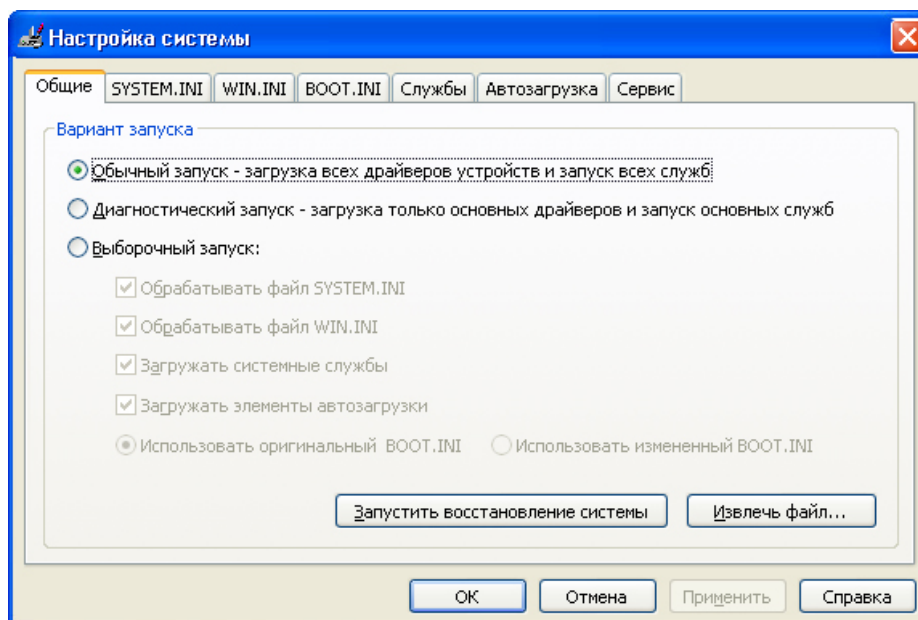 Настройка системы
Общие SYSTEM.INI WIN.INI BOOT.INI Службы Автозагрузка Сервис
Вариант запуска
Обычный запуск - загрузка всех драйверов устройств и запуск всех служб
Диагностический запуск - загрузка только основных драйверов и запуск основных служб
Выборочный запуск:
Обрабатывать файл SYSTEM.INI
Обрабатывать файл WIN.INI
Загружать системные службы
Загружать элементы автозагрузки
Использовать оригинальный BOOT.INI Использовать измененный BOOT.INI
Запустить восстановление системы Извлечь файл...
ОК Отмена Применить Справка